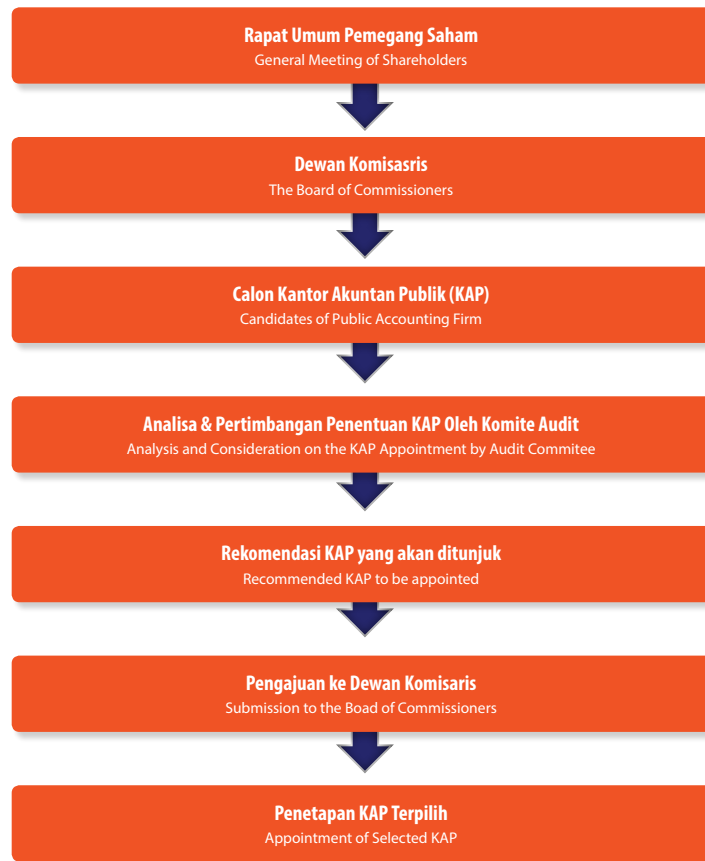 Rapat Umum Pemegang Saham
General Meeting of Shareholders
Dewan Komisasris
The Board of Commissioners
Calon Kantor Akuntan Publik (KAP)
Candidates of Public Accounting Firm
Analisa & Pertimbangan Penentuan KAP Oleh Komite Audit
Analysis and Consideration on the KAP Appointment by Audit Commitee
Rekomendasi KAP yang akan ditunjuk
Recommended KAP to be appointed
Pengajuan ke Dewan Komisaris
Submission to the Boad of Commissioners
Penetapan KAP Terpilih
Appointment of Selected KAP